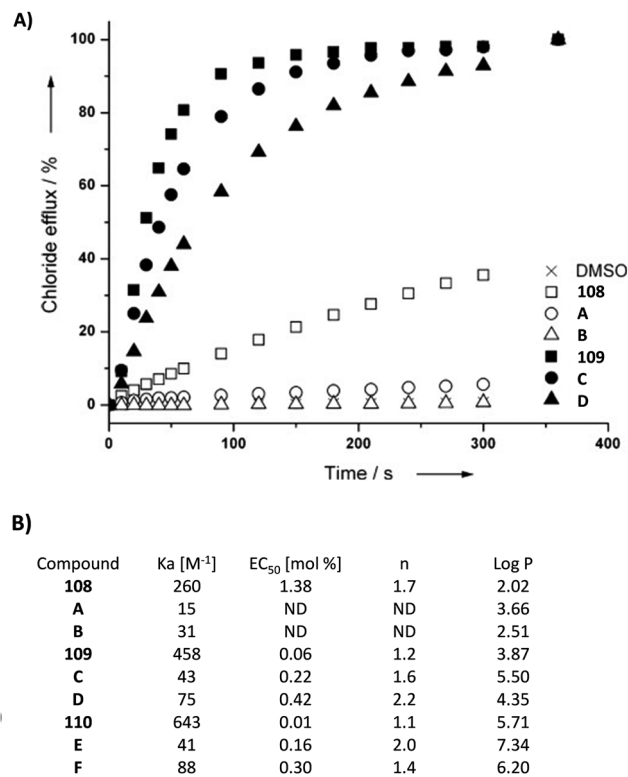 A)
100
80
60
40
20
0
Chloride efflux / %
0 100 200 300 400
Time / s
DMSO
108
A
B
109
C
D
B)
Compound Ka [M⁻¹] EC₅₀ [mol %] n Log P
108 260 1.38 1.7 2.02
A 15 ND ND 3.66
B 31 ND ND 2.51
109 458 0.06 1.2 3.87
C 43 0.22 1.6 5.50
D 75 0.42 2.2 4.35
110 643 0.01 1.1 5.71
E 41 0.16 2.0 7.34
F 88 0.30 1.4 6.20